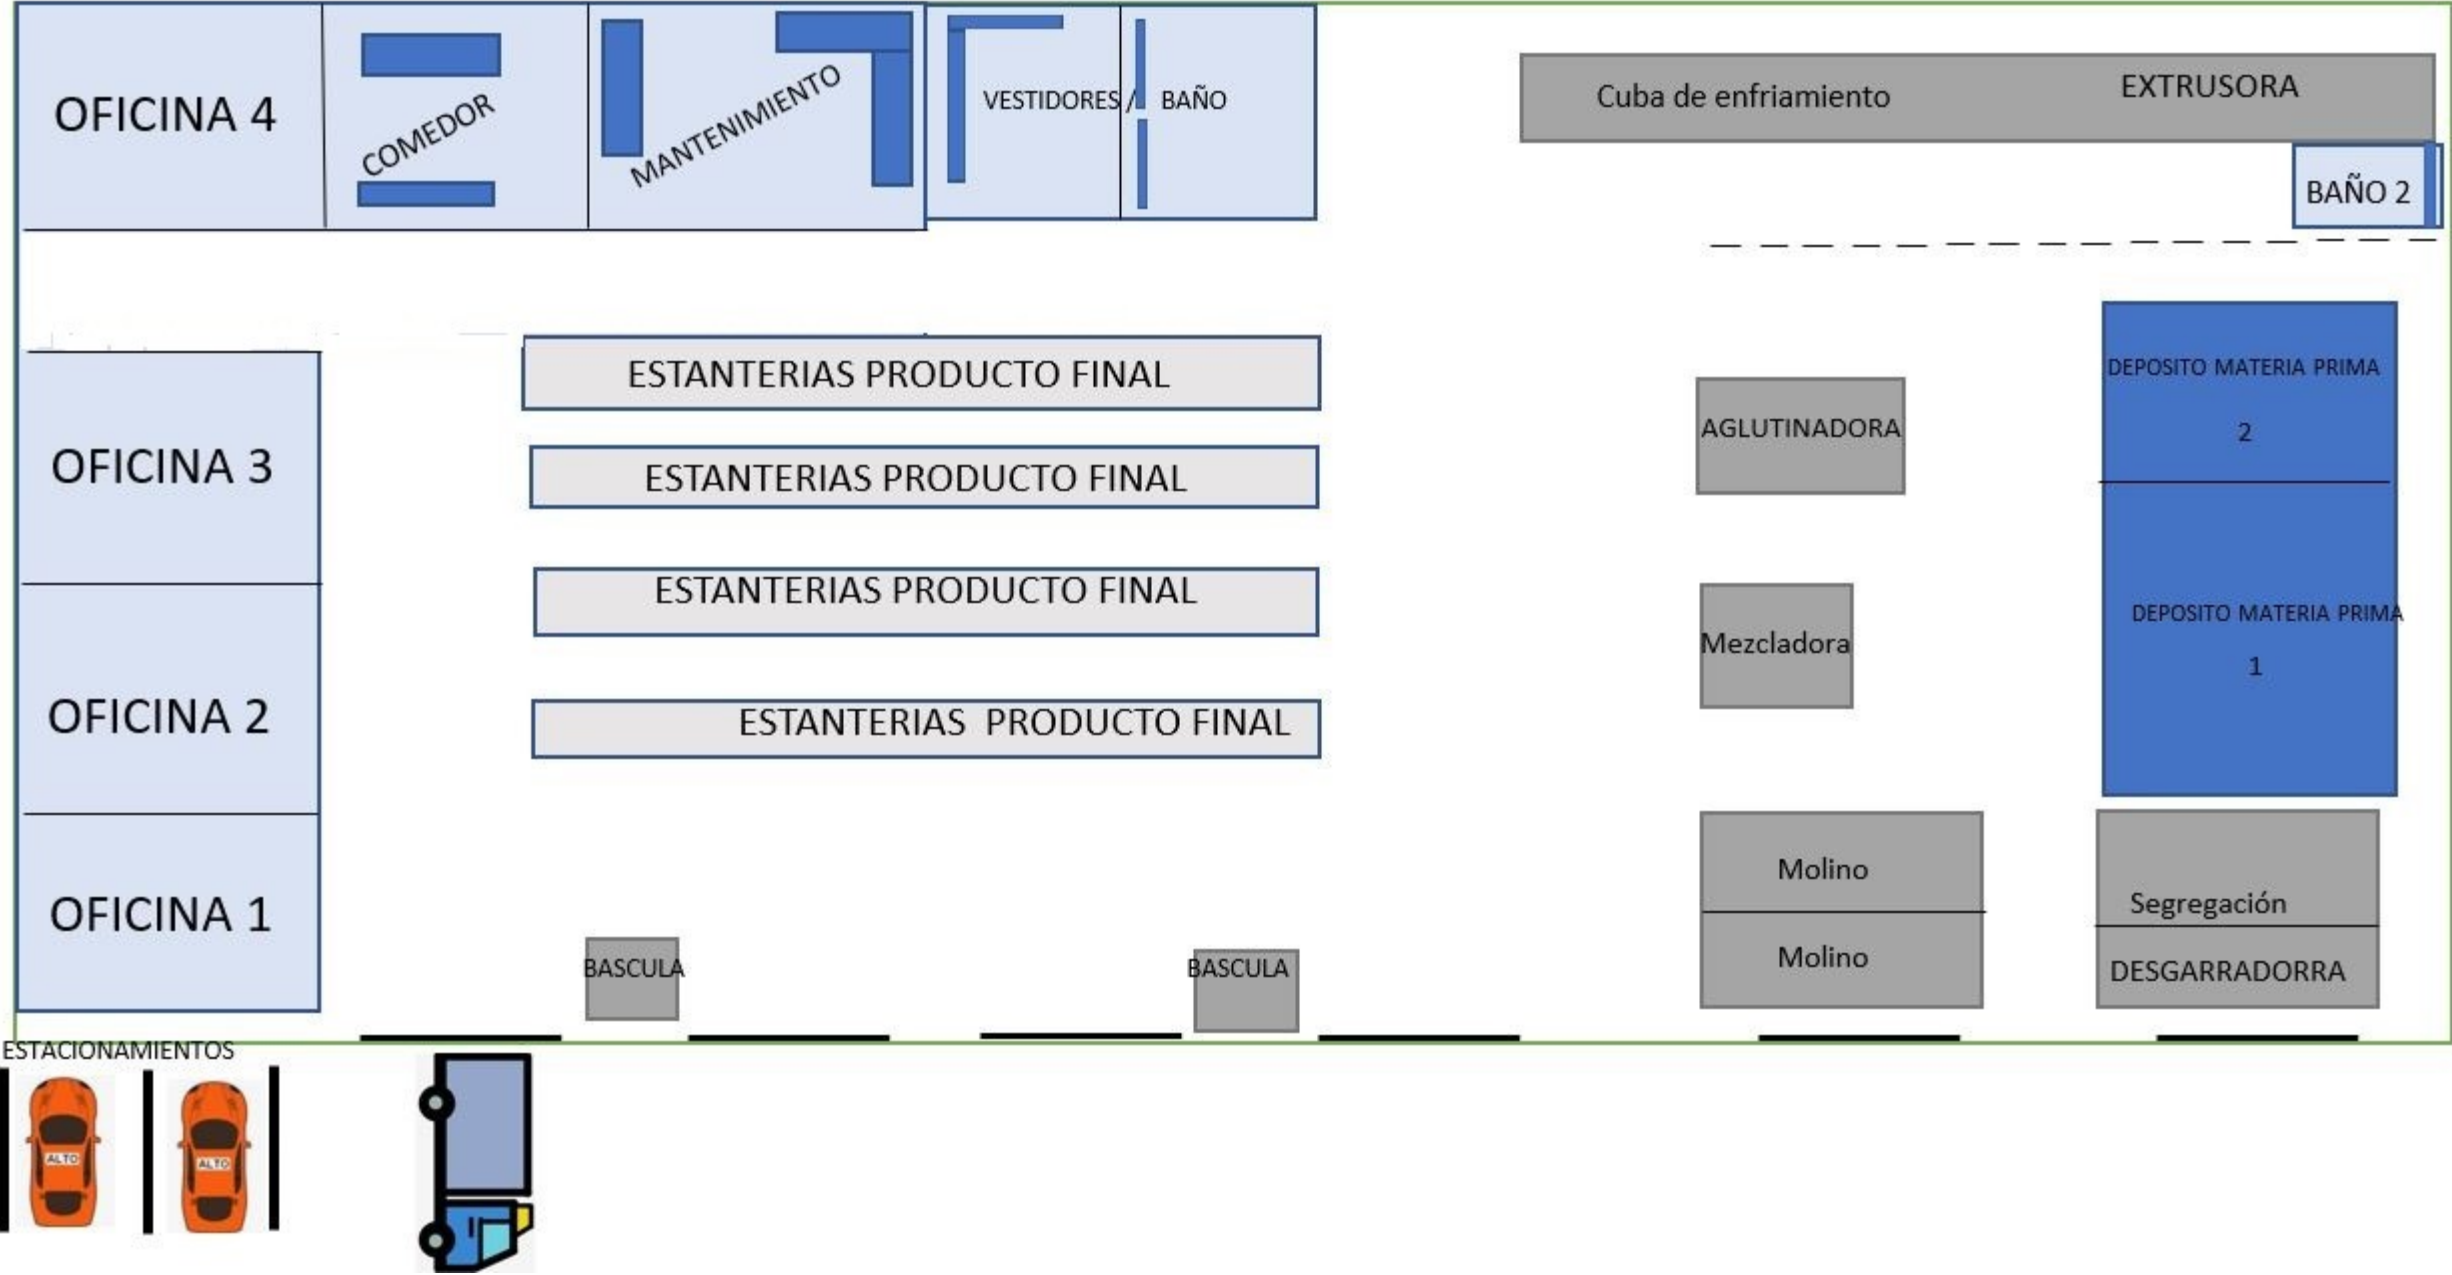 OFICINA 4
COMEDOR
MANTENIMIENTO
VESTIDORES / BAÑO
Cuba de enfriamiento
EXTRUSORA
BAÑO 2
ESTANTERIAS PRODUCTO FINAL
DEPOSITO MATERIA PRIMA
2
AGLUTINADORA
OFICINA 3
ESTANTERIAS PRODUCTO FINAL
ESTANTERIAS PRODUCTO FINAL
DEPOSITO MATERIA PRIMA
1
Mezcladora
OFICINA 2
ESTANTERIAS PRODUCTO FINAL
Molino
Segregación
OFICINA 1
BASCULA
BASCULA
Molino
DESGARRADORRA
ESTACIONAMIENTOS
ALTO
ALTO